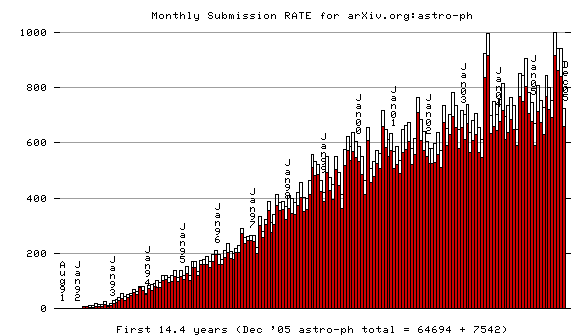 Monthly Submission RATE for arXiv.org:astro-ph
1000
800
600
400
200
0
Aug91
Jan92
Jan93
Jan94
Jan95
Jan96
Jan97
Jan98
Jan99
Jan00
Jan01
Jan02
Jan03
Jan04
Jan05
Dec05
First 14.4 years (Dec '05 astro-ph total = 64694 + 7542)